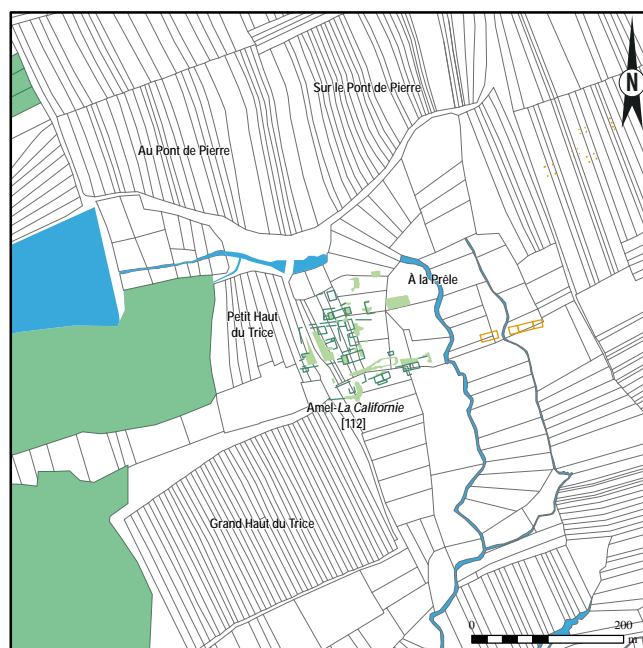 Sur le Pont de Pierre
N
Au Pont de Pierre
À la Prêle
Petit Haut
du Trice
Amel-La Californie
[112]
Grand Haut du Trice
0 200
m